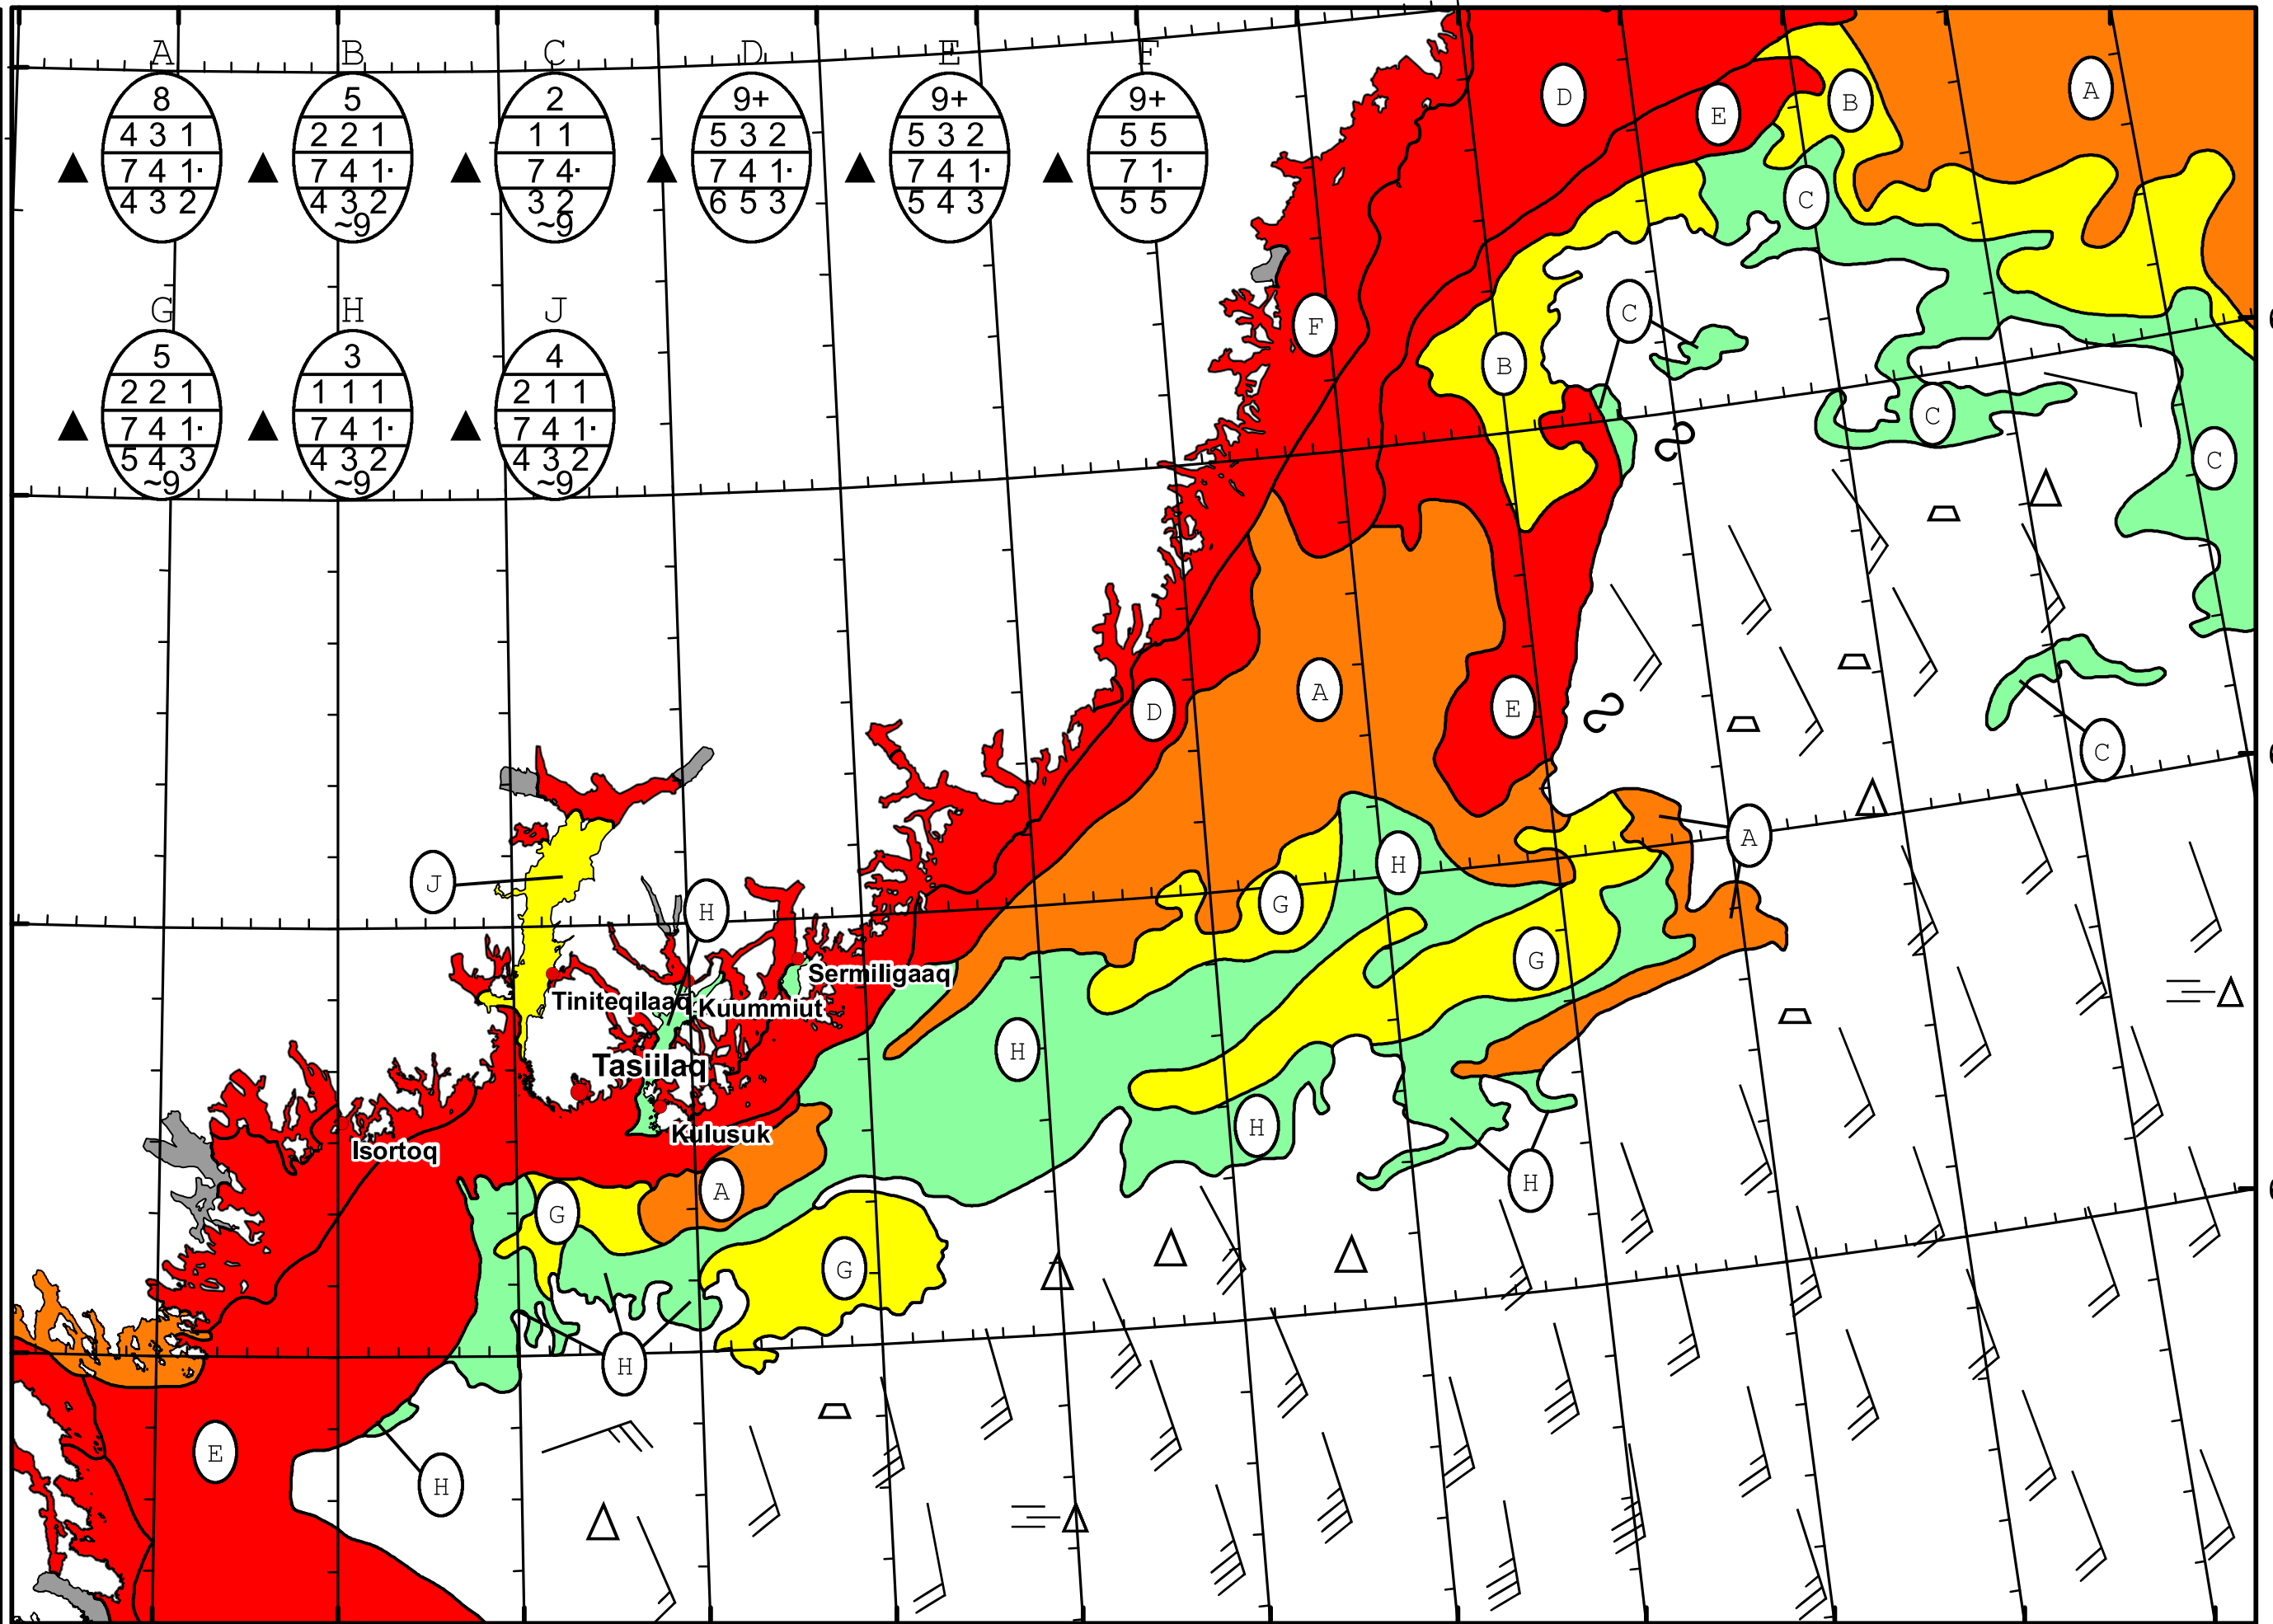 A B C D E F
8 5 2 9+ 9+ 9+
4 3 1 2 2 1 1 1 5 3 2 5 3 2 5 5
7 4 1· 7 4 1· 7 4· 7 4 1· 7 4 1· 7 1·
4 3 2 4 3 2 3 2 6 5 3 5 4 3 5 5
~9 ~9
G H J
5 3 4
2 2 1 1 1 1 2 1 1
7 4 1· 7 4 1· 7 4 1·
5 4 3 4 3 2 4 3 2
~9 ~9 ~9
D E B A
C
F C
B
C
C
D A E
C
A
J H G H
G
Sermiligaaq
Tiniteqilaaq Kuummiut
H
Tasiilaq
Kulusuk
Isortoq
H
A H
G
G
H
E
H